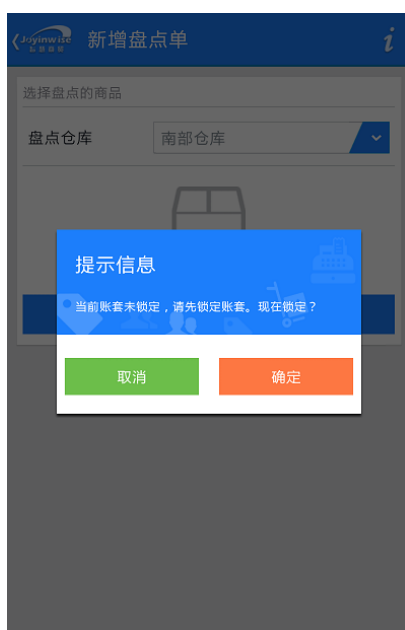 Joyinwise
新增盘点单
i
选择盘点的商品
盘点仓库
南部仓库
提示信息
当前账套未锁定，请先锁定账套。现在锁定？
取消
确定